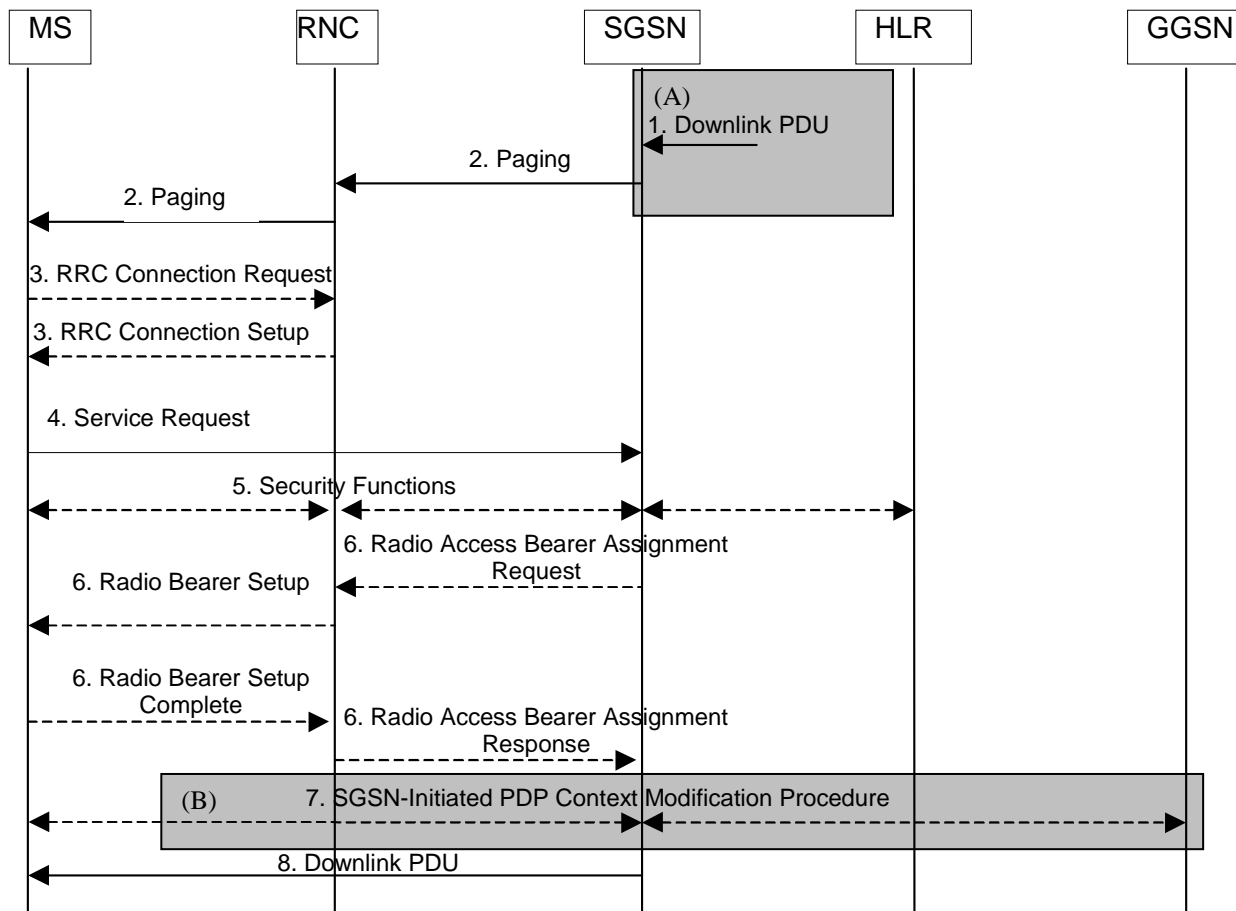 MS
RNC
SGSN
HLR
GGSN
(A)
1. Downlink PDU
2. Paging
2. Paging
3. RRC Connection Request
3. RRC Connection Setup
4. Service Request
5. Security Functions
6. Radio Access Bearer Assignment
Request
6. Radio Bearer Setup
6. Radio Bearer Setup
Complete
6. Radio Access Bearer Assignment
Response
(B)
7. SGSN-Initiated PDP Context Modification Procedure
8. Downlink PDU